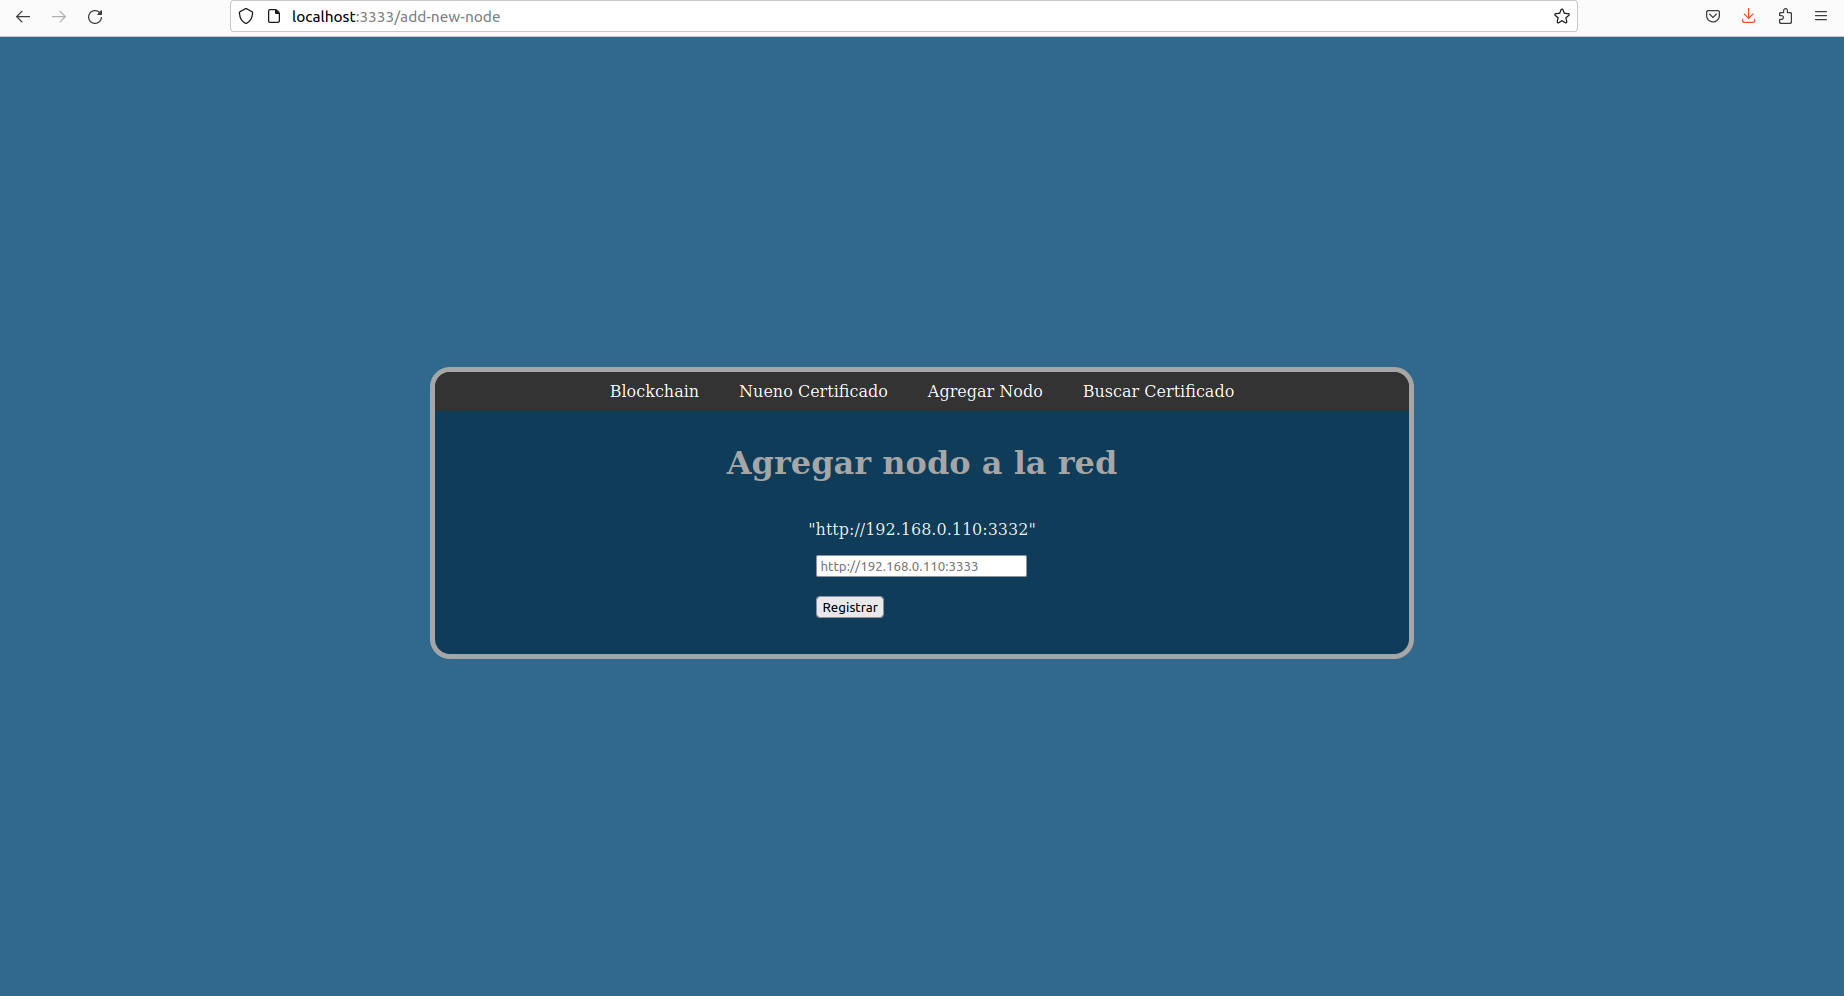 localhost:3333/add-new-node
Blockchain Nueno Certificado Agregar Nodo Buscar Certificado
Agregar nodo a la red
"http://192.168.0.110:3332"
http://192.168.0.110:3333
Registrar